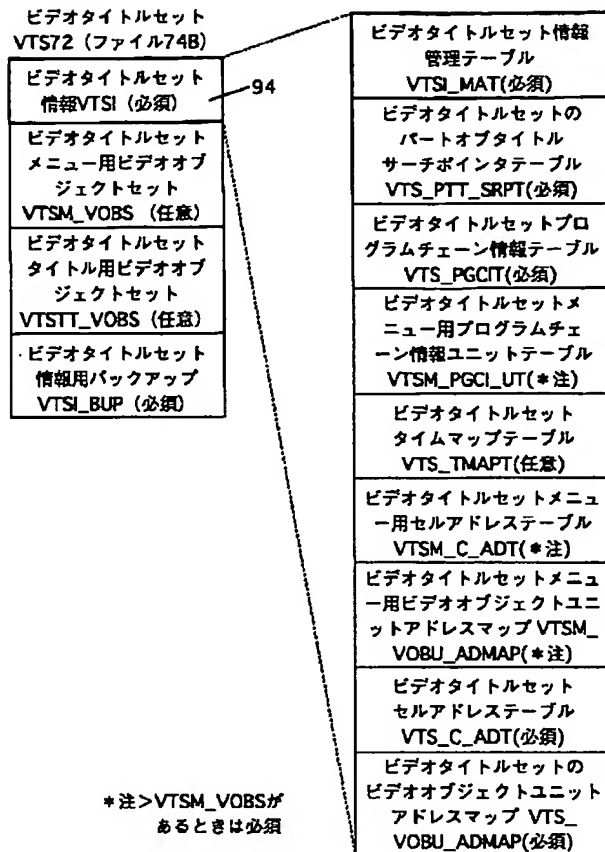 ビデオタイトルセット
VTS72（ファイル74B）
ビデオタイトルセット
情報VTSI（必須）
94
ビデオタイトルセット
メニュー用ビデオオブ
ジェクトセット
VTSM_VOBS（任意）
ビデオタイトルセット
タイトル用ビデオオブ
ジェクトセット
VTSTT_VOBS（任意）
ビデオタイトルセット
情報用バックアップ
VTSI_BUP（必須）
ビデオタイトルセット情報
管理テーブル
VTSI_MAT(必須)
ビデオタイトルセットの
パートオブタイトル
サーチポインタテーブル
VTS_PTT_SRPT(必須)
ビデオタイトルセットプロ
グラムチェーン情報テーブル
VTS_PGCIT(必須)
ビデオタイトルセットメ
ニュー用プログラムチェ
ーン情報ユニットテーブル
VTSM_PGCI_UT(*注)
ビデオタイトルセット
タイムマップテーブル
VTS_TMAPT(任意)
ビデオタイトルセットメニュ
ー用セルアドレステーブル
VTSM_C_ADT(*注)
ビデオタイトルセットメニュ
ー用ビデオオブジェクトユニ
ットアドレスマップ VTSM_
VOBU_ADMAP(*注)
ビデオタイトルセット
セルアドレステーブル
VTS_C_ADT(必須)
ビデオタイトルセットの
ビデオオブジェクトユニット
アドレスマップ VTS_
VOBU_ADMAP(必須)
*注>VTSM_VOBSが
あるときは必須